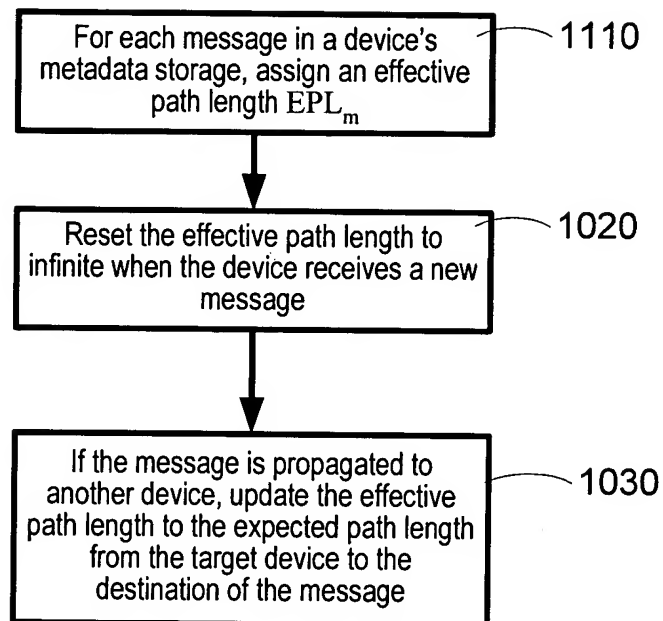 For each message in a device's
metadata storage, assign an effective
path length EPLm
1110
Reset the effective path length to
infinite when the device receives a new
message
1020
If the message is propagated to
another device, update the effective
path length to the expected path length
from the target device to the
destination of the message
1030